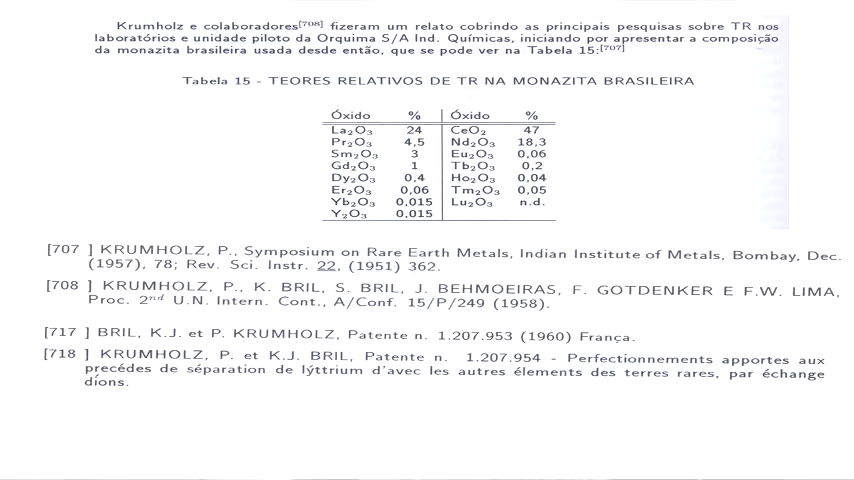 Krumholz e colaboradores[708] fizeram um relato cobrindo as principais pesquisas sobre TR nos
laboratórios e unidade piloto da Orquima S/A Ind. Químicas, iniciando por apresentar a composição
da monazita brasileira usada desde então, que se pode ver na Tabela 15:[707]
Tabela 15 - TEORES RELATIVOS DE TR NA MONAZITA BRASILEIRA
Óxido % Óxido %
La₂O₃ 24 CeO₂ 47
Pr₂O₃ 4,5 Nd₂O₃ 18,3
Sm₂O₃ 3 Eu₂O₃ 0,06
Gd₂O₃ 1 Tb₂O₃ 0,2
Dy₂O₃ 0,4 Ho₂O₃ 0,04
Er₂O₃ 0,06 Tm₂O₃ 0,05
Yb₂O₃ 0,015 Lu₂O₃ n.d.
Y₂O₃ 0,015
[707 ] KRUMHOLZ, P., Symposium on Rare Earth Metals, Indian Institute of Metals, Bombay, Dec.
(1957), 78; Rev. Sci. Instr. 22, (1951) 362.
[708 ] KRUMHOLZ, P., K. BRIL, S. BRIL, J. BEHMOEIRAS, F. GOTDENKER E F.W. LIMA,
Proc. 2nd U.N. Intern. Cont., A/Conf. 15/P/249 (1958).
[717 ] BRIL, K.J. et P. KRUMHOLZ, Patente n. 1.207.953 (1960) França.
[718 ] KRUMHOLZ, P. et K.J. BRIL, Patente n. 1.207.954 - Perfectionnements apportes aux
precédes de séparation de lýttrium d'avec les autres élements des terres rares, par échange
díons.